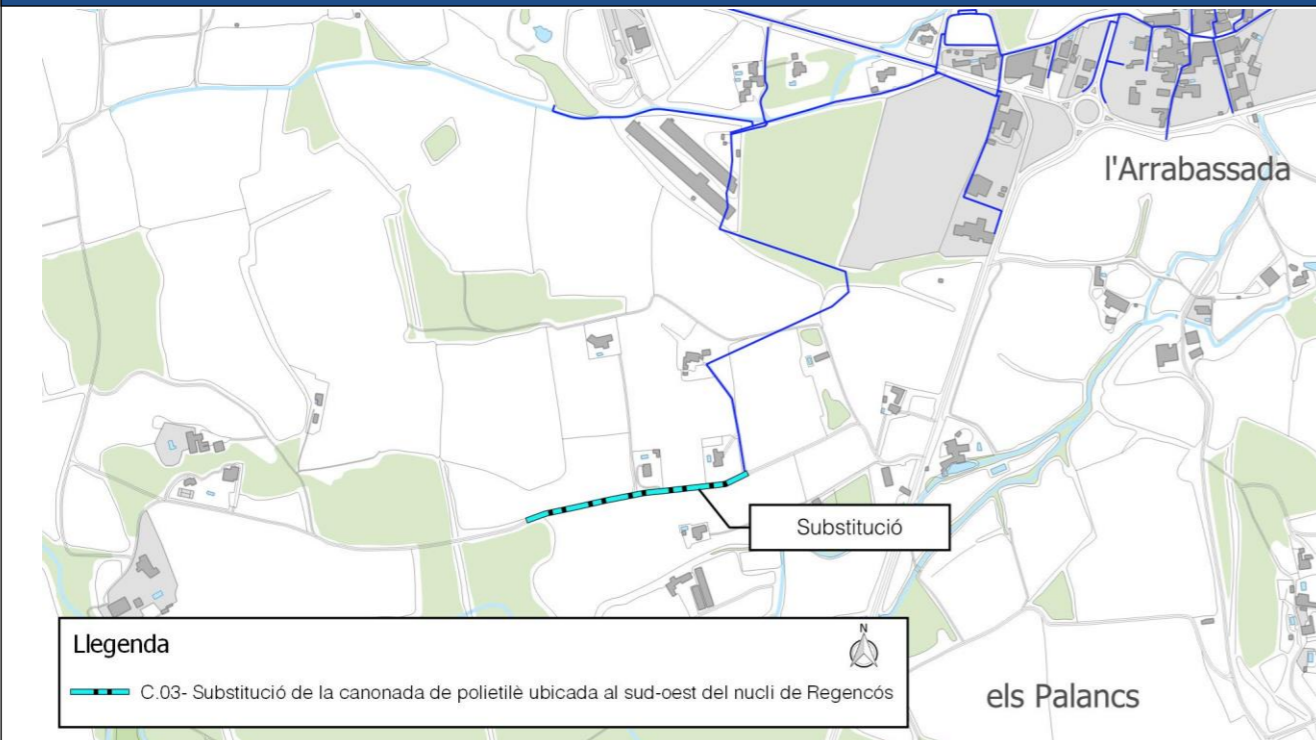 l'Arrabassada
Substitució
Llegenda
N
C.03- Substitució de la canonada de polietilè ubicada al sud-oest del nucli de Regencós
els Palancs